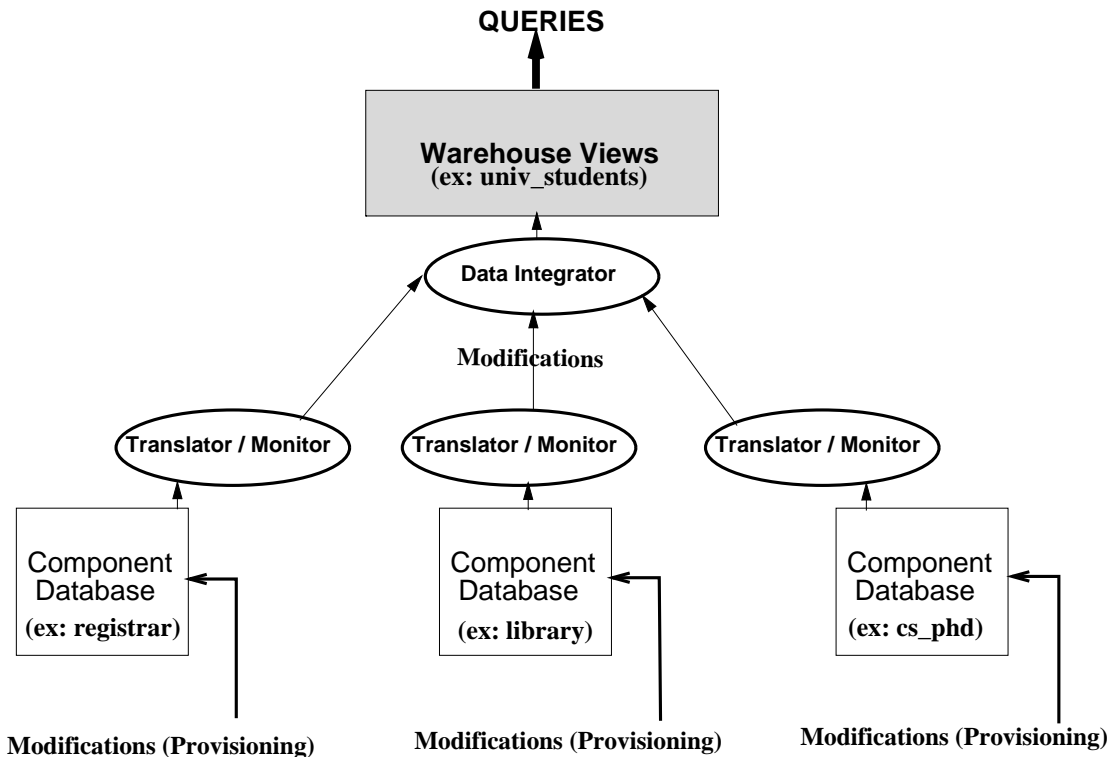 QUERIES
Warehouse Views
(ex: univ_students)
Data Integrator
Modifications
Translator / Monitor
Translator / Monitor
Translator / Monitor
Component
Database
(ex: registrar)
Component
Database
(ex: library)
Component
Database
(ex: cs_phd)
Modifications (Provisioning)
Modifications (Provisioning)
Modifications (Provisioning)